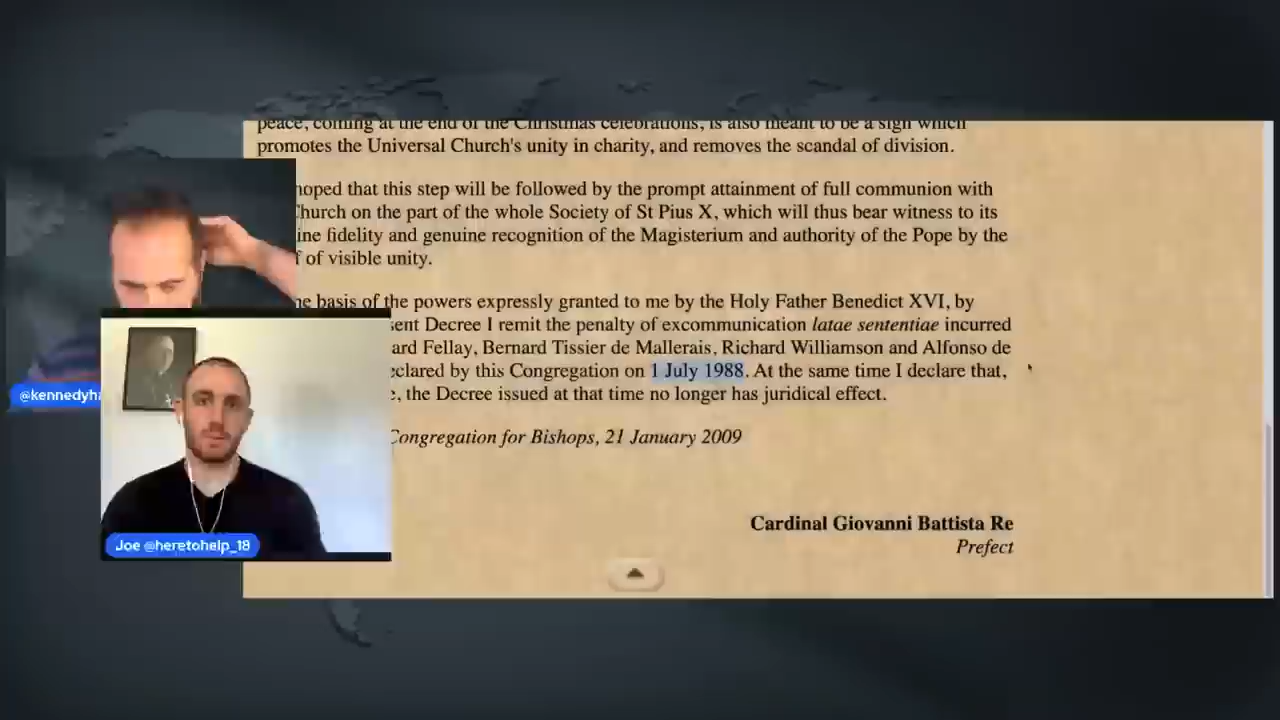 peace, coming at the end of the Christmas celebrations, is also meant to be a sign which
promotes the Universal Church's unity in charity, and removes the scandal of division.
hoped that this step will be followed by the prompt attainment of full communion with
hurch on the part of the whole Society of St Pius X, which will thus bear witness to its
ine fidelity and genuine recognition of the Magisterium and authority of the Pope by the
f of visible unity.
he basis of the powers expressly granted to me by the Holy Father Benedict XVI, by
sent Decree I remit the penalty of excommunication latae sententiae incurred
ard Fellay, Bernard Tissier de Mallerais, Richard Williamson and Alfonso de
eclared by this Congregation on 1 July 1988. At the same time I declare that,
e, the Decree issued at that time no longer has juridical effect.
Congregation for Bishops, 21 January 2009
Cardinal Giovanni Battista Re
Prefect
@kennedyha
Joe @heretohelp_18